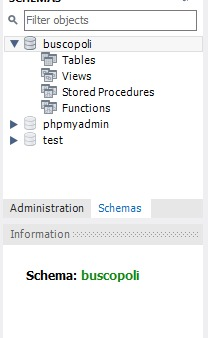 SCHEMAS
Filter objects
buscopoli
Tables
Views
Stored Procedures
Functions
phpmyadmin
test
Administration Schemas
Information
Schema: buscopoli